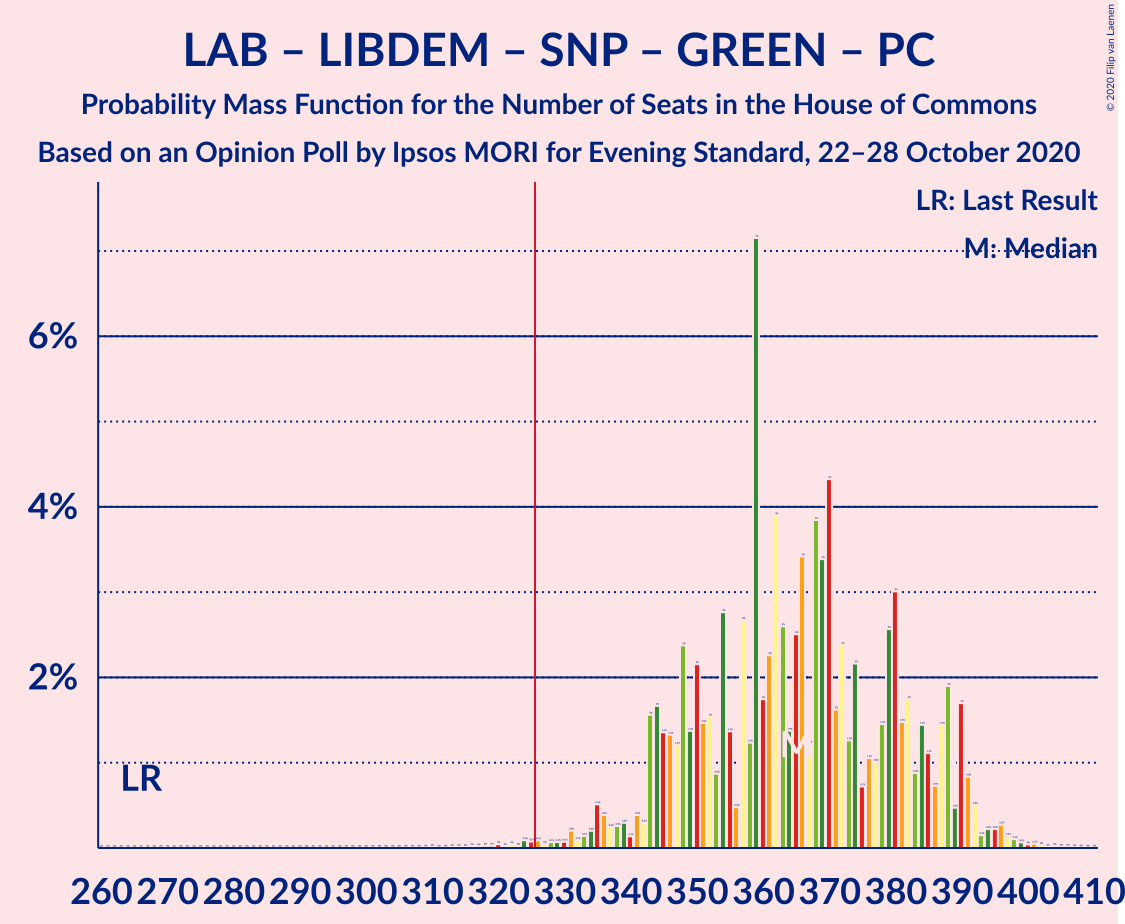 LAB – LIBDEM – SNP – GREEN – PC
Probability Mass Function for the Number of Seats in the House of Commons
Based on an Opinion Poll by Ipsos MORI for Evening Standard, 22–28 October 2020
© 2020 Filip van Laenen
LR: Last Result
M: Median
6%
4%
2%
LR
M
260 270 280 290 300 310 320 330 340 350 360 370 380 390 400 410